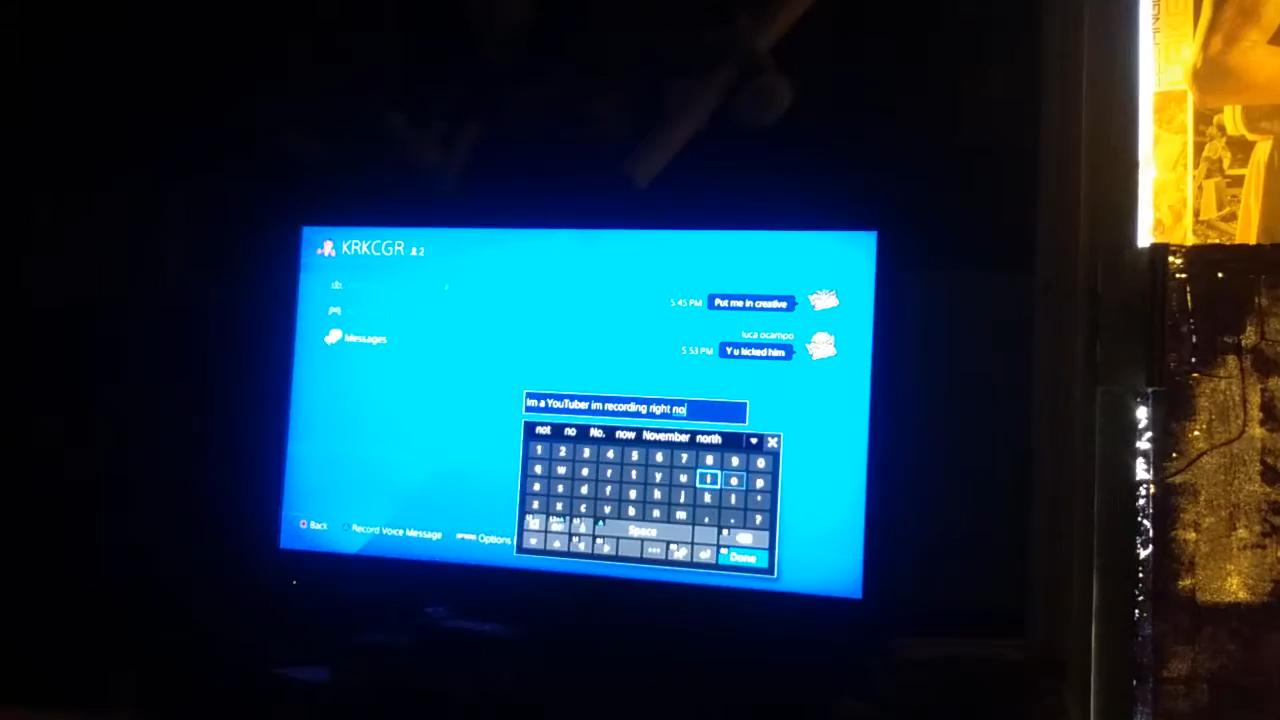 KRKCGR 2
5 45 PM Put me in creative
luca ocampo
5 53 PM Y u kicked him
Messages
Im a YouTuber im recording right no
not no No. now November north
1 2 3 4 5 6 7 8 9 0
q w e r t y u i o p
a s d f g h j k l '
z x c v b n m , . ?
Space
Done
Back Record Voice Message OPTIONS Options